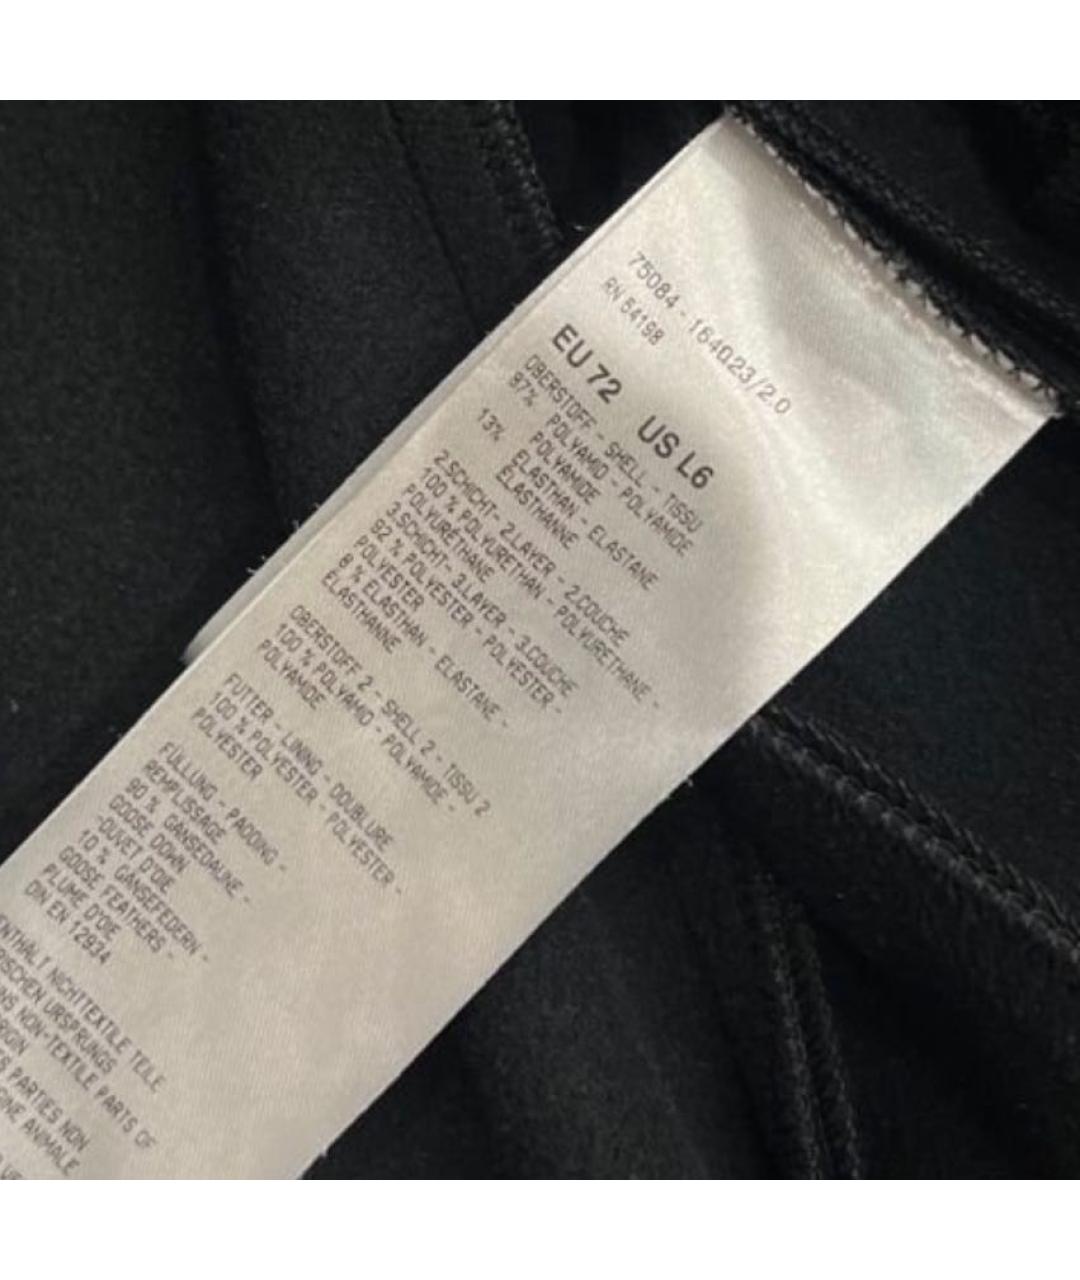 75084 - 164Q23/2.0
RN 54198
EU 72 US L6
OBERSTOFF - SHELL - TISSU
87% POLYAMID - POLYAMIDE
POLYAMIDE
13% ELASTHAN - ELASTANE
ELASTHANNE
2.SCHICHT- 2.LAYER - 2.COUCHE
100 % POLYURETHAN - POLYURETHANE -
POLYURETHANE
3.SCHICHT- 3.LAYER - 3.COUCHE
92 % POLYESTER - POLYESTER -
POLYESTER
8 % ELASTHAN - ELASTANE -
ELASTHANNE
OBERSTOFF 2 - SHELL 2 - TISSU 2
100 % POLYAMID - POLYAMIDE -
POLYAMIDE
FUTTER - LINING - DOUBLURE
100 % POLYESTER - POLYESTER -
POLYESTER
FÜLLUNG - PADDING -
REMPLISSAGE
90 % GÄNSEDAUNE -
GOOSE DOWN
-DUVET D'OIE
10 % GÄNSEFEDERN -
GOOSE FEATHERS -
PLUME D'OIE
DIN EN 12934
ENTHÄLT NICHTTEXTILE TEILE
URSPRUNGS
NON-TEXTILE PARTS OF
PARTIES NON
ANIMALE